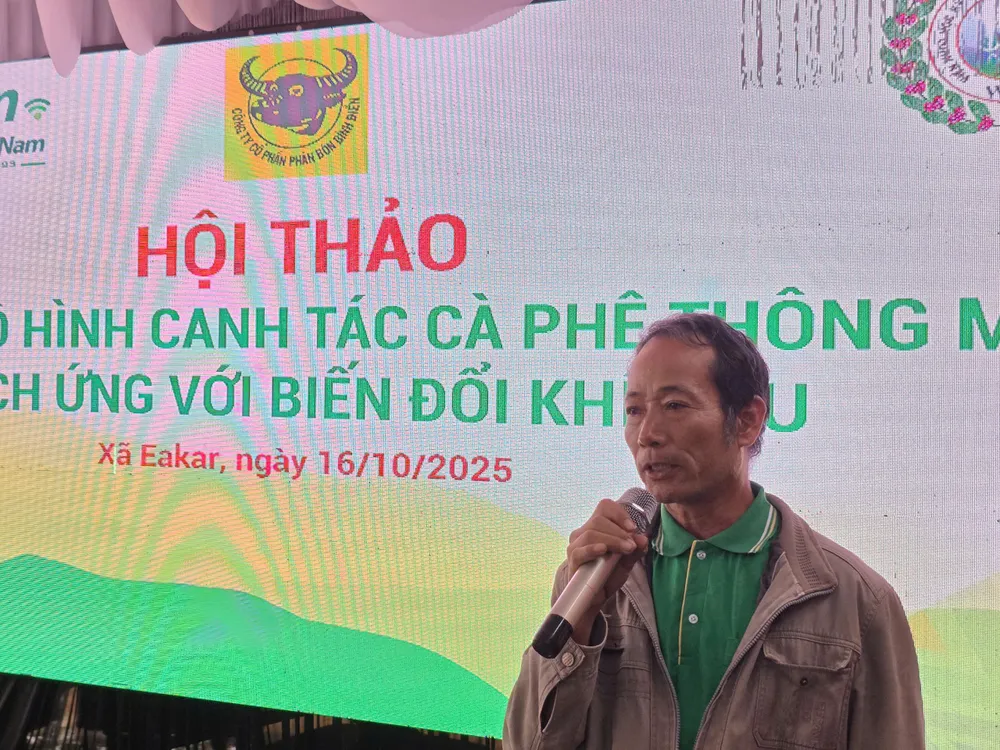 Nam
CÔNG TY CỔ PHẦN PHÂN BÓN BÌNH ĐIỀN
HỘI THẢO
HÌNH CANH TÁC CÀ PHÊ THÔNG M
CH ỨNG VỚI BIẾN ĐỔI KH U
Xã Eakar, ngày 16/10/2025